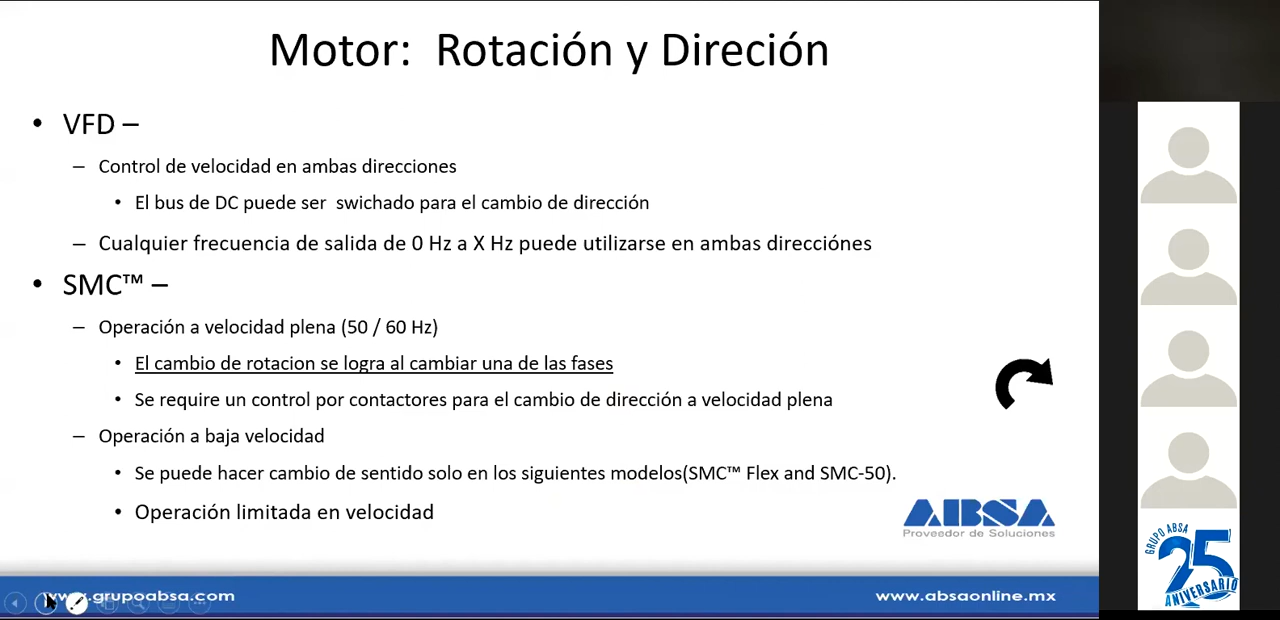 Motor: Rotación y Direción
• VFD –
– Control de velocidad en ambas direcciones
• El bus de DC puede ser swichado para el cambio de dirección
– Cualquier frecuencia de salida de 0 Hz a X Hz puede utilizarse en ambas direcciónes
• SMC™ –
– Operación a velocidad plena (50 / 60 Hz)
• El cambio de rotacion se logra al cambiar una de las fases
• Se require un control por contactores para el cambio de dirección a velocidad plena
– Operación a baja velocidad
• Se puede hacer cambio de sentido solo en los siguientes modelos(SMC™ Flex and SMC-50).
• Operación limitada en velocidad
ABSA
Proveedor de Soluciones
www.grupoabsa.com
www.absaonline.mx
GRUPO ABSA
25
ANIVERSARIO